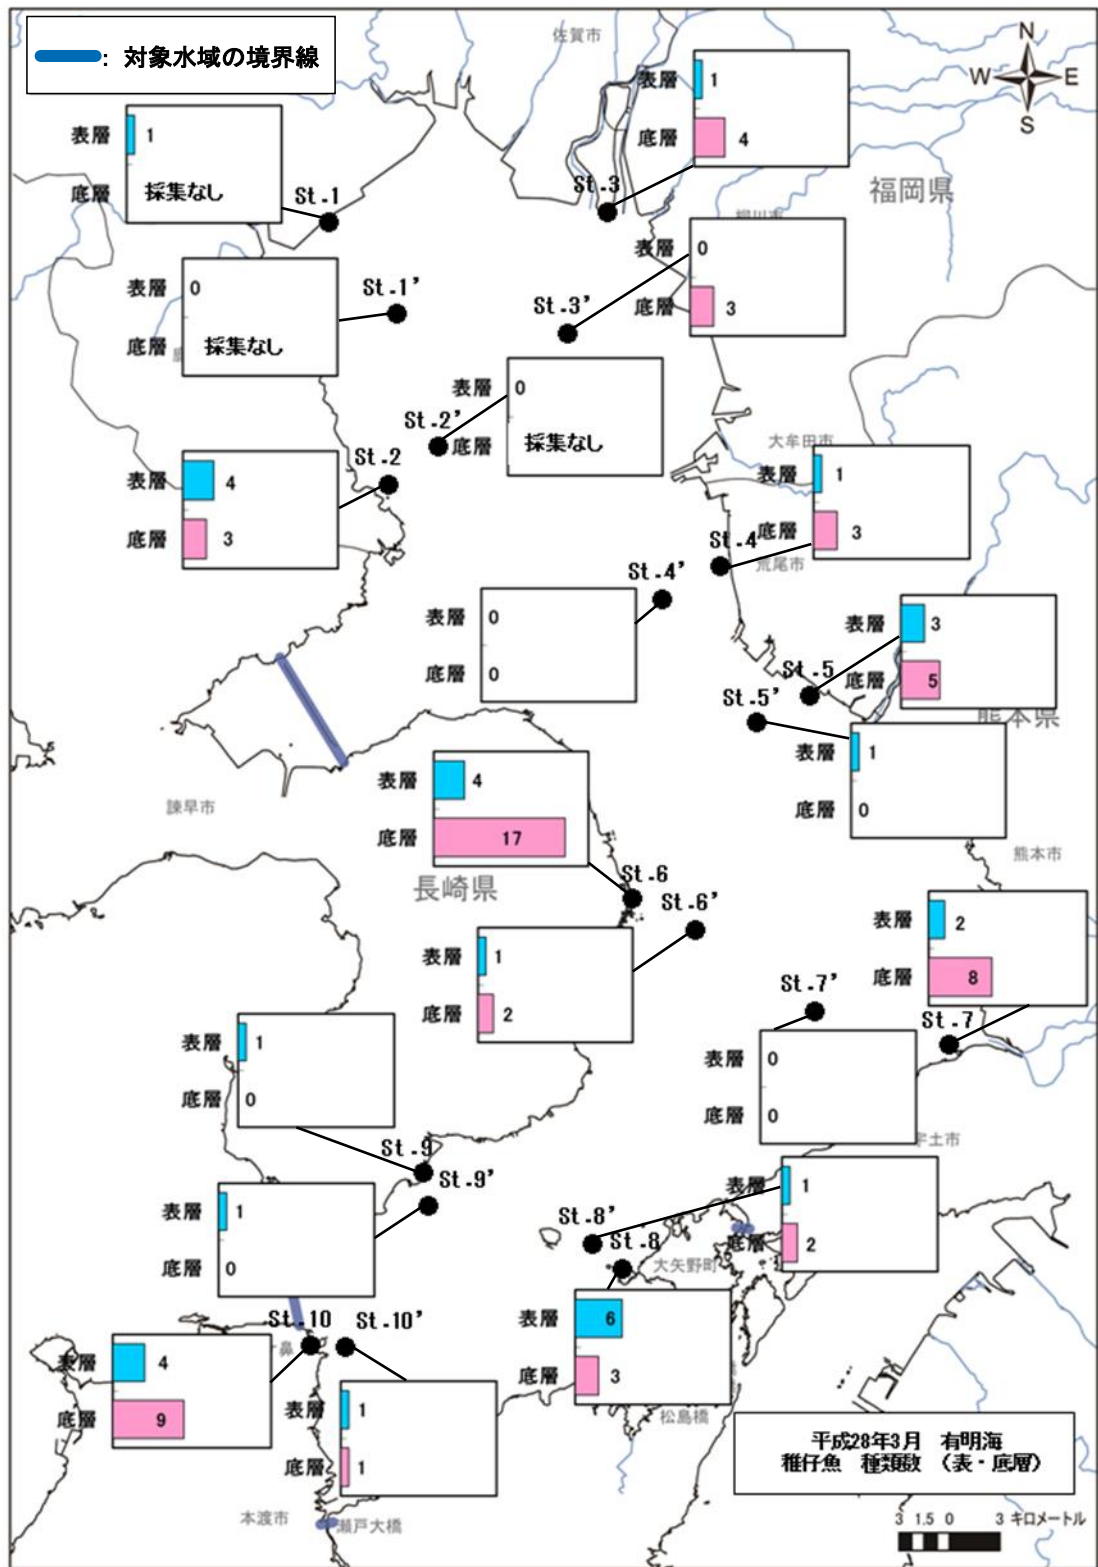 : 対象水域の境界線
佐賀市
N
W E
S
表層 1
底層 4
St.3
福岡県
柳川市
表層 1
底層 採集なし
St.1
表層 0
底層 3
St.3'
表層 0
底層 採集なし
St.1'
表層 0
底層 採集なし
St.2'
大牟田市
表層 4
底層 3
St.2
表層 1
底層 3
St.4
荒尾市
St.4'
表層 0
底層 0
表層 3
底層 5
St.5
熊本県
St.5'
表層 1
底層 0
諫早市
熊本市
表層 4
底層 17
長崎県
St.6
St.6'
表層 1
底層 2
表層 2
底層 8
St.7
St.7'
表層 0
底層 0
宇土市
表層 1
底層 0
St.9
St.9'
表層 1
底層 0
表層 1
底層 2
St.8'
St.8
大矢野町
表層 6
底層 3
松島橋
St.10
St.10'
鼻
表層 4
底層 9
表層 1
底層 1
本渡市
瀬戸大橋
平成28年3月 有明海
稚仔魚 種類数 (表・底層)
3 1.5 0 3 キロメートル